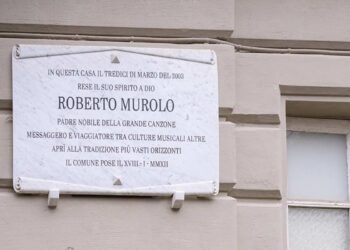 IN QUESTA CASA IL TREDICI DI MARZO DEL 2003
RESE IL SUO SPIRITO A DIO
ROBERTO MUROLO
PADRE NOBILE DELLA GRANDE CANZONE
MESSAGGERO E VIAGGIATORE TRA CULTURE MUSICALI ALTRE
APRÌ ALLA TRADIZIONE PIÙ VASTI ORIZZONTI
IL COMUNE POSE IL XVIII - I - MMXII